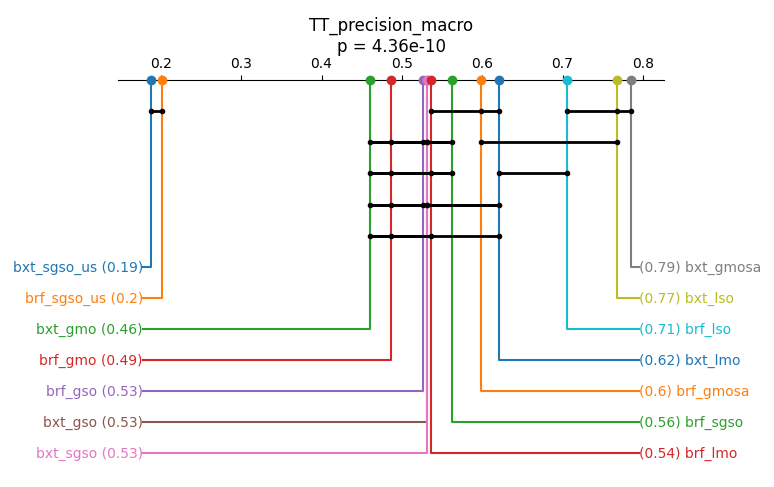 TT_precision_macro
p = 4.36e-10
0.2 0.3 0.4 0.5 0.6 0.7 0.8
bxt_sgso_us (0.19) (0.79) bxt_gmosa
brf_sgso_us (0.2) (0.77) bxt_lso
bxt_gmo (0.46) (0.71) brf_lso
brf_gmo (0.49) (0.62) bxt_lmo
brf_gso (0.53) (0.6) brf_gmosa
bxt_gso (0.53) (0.56) brf_sgso
bxt_sgso (0.53) (0.54) brf_lmo